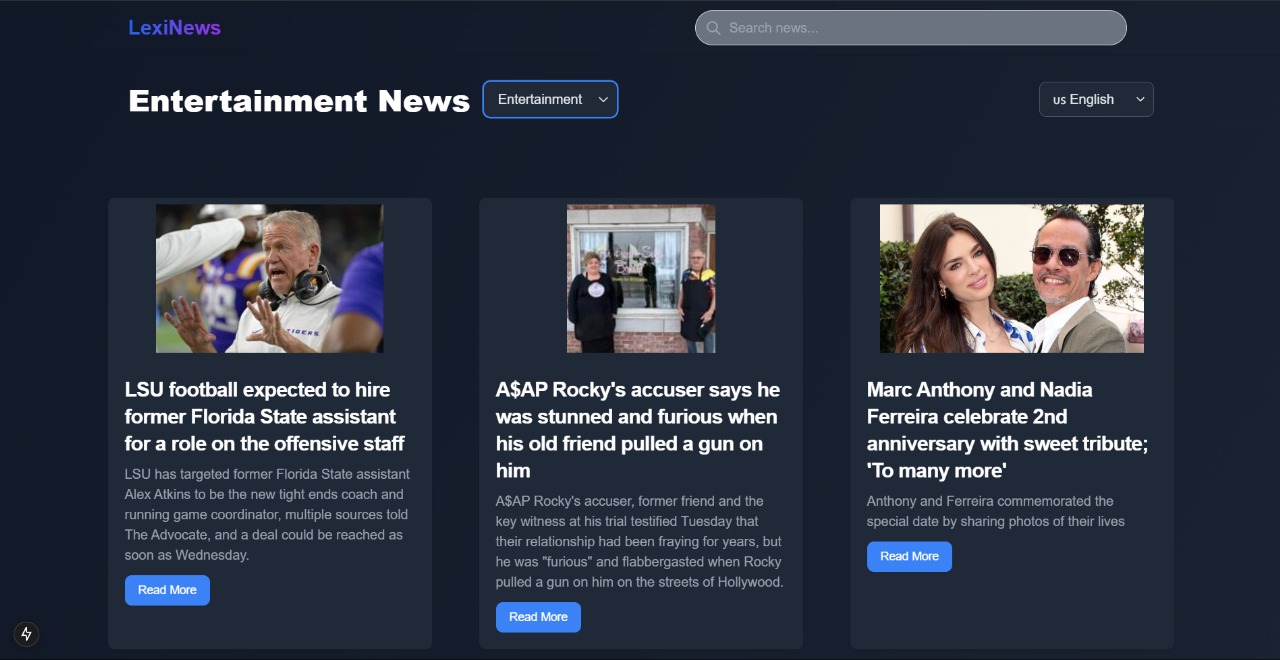 LexiNews
Search news...
Entertainment News
Entertainment
us English
LSU football expected to hire
former Florida State assistant
for a role on the offensive staff
LSU has targeted former Florida State assistant
Alex Atkins to be the new tight ends coach and
running game coordinator, multiple sources told
The Advocate, and a deal could be reached as
soon as Wednesday.
Read More
A$AP Rocky's accuser says he
was stunned and furious when
his old friend pulled a gun on
him
A$AP Rocky's accuser, former friend and the
key witness at his trial testified Tuesday that
their relationship had been fraying for years, but
he was "furious" and flabbergasted when Rocky
pulled a gun on him on the streets of Hollywood.
Read More
Marc Anthony and Nadia
Ferreira celebrate 2nd
anniversary with sweet tribute;
'To many more'
Anthony and Ferreira commemorated the
special date by sharing photos of their lives
Read More